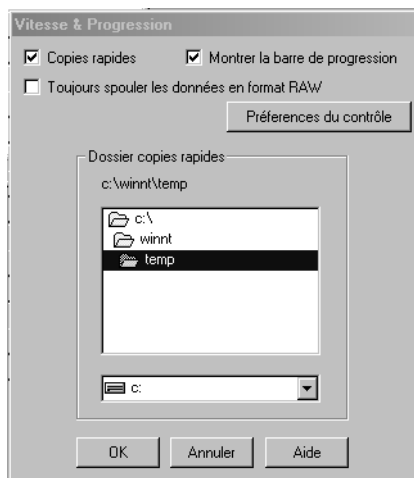 Vitesse & Progression
Copies rapides Montrer la barre de progression
Toujours spouler les données en format RAW
Préferences du contrôle
Dossier copies rapides
c:\winnt\temp
c:\
winnt
temp
c:
OK Annuler Aide